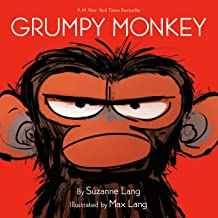 A #1 New York Times Bestseller
GRUMPY MONKEY
By Suzanne Lang
Illustrated by Max Lang